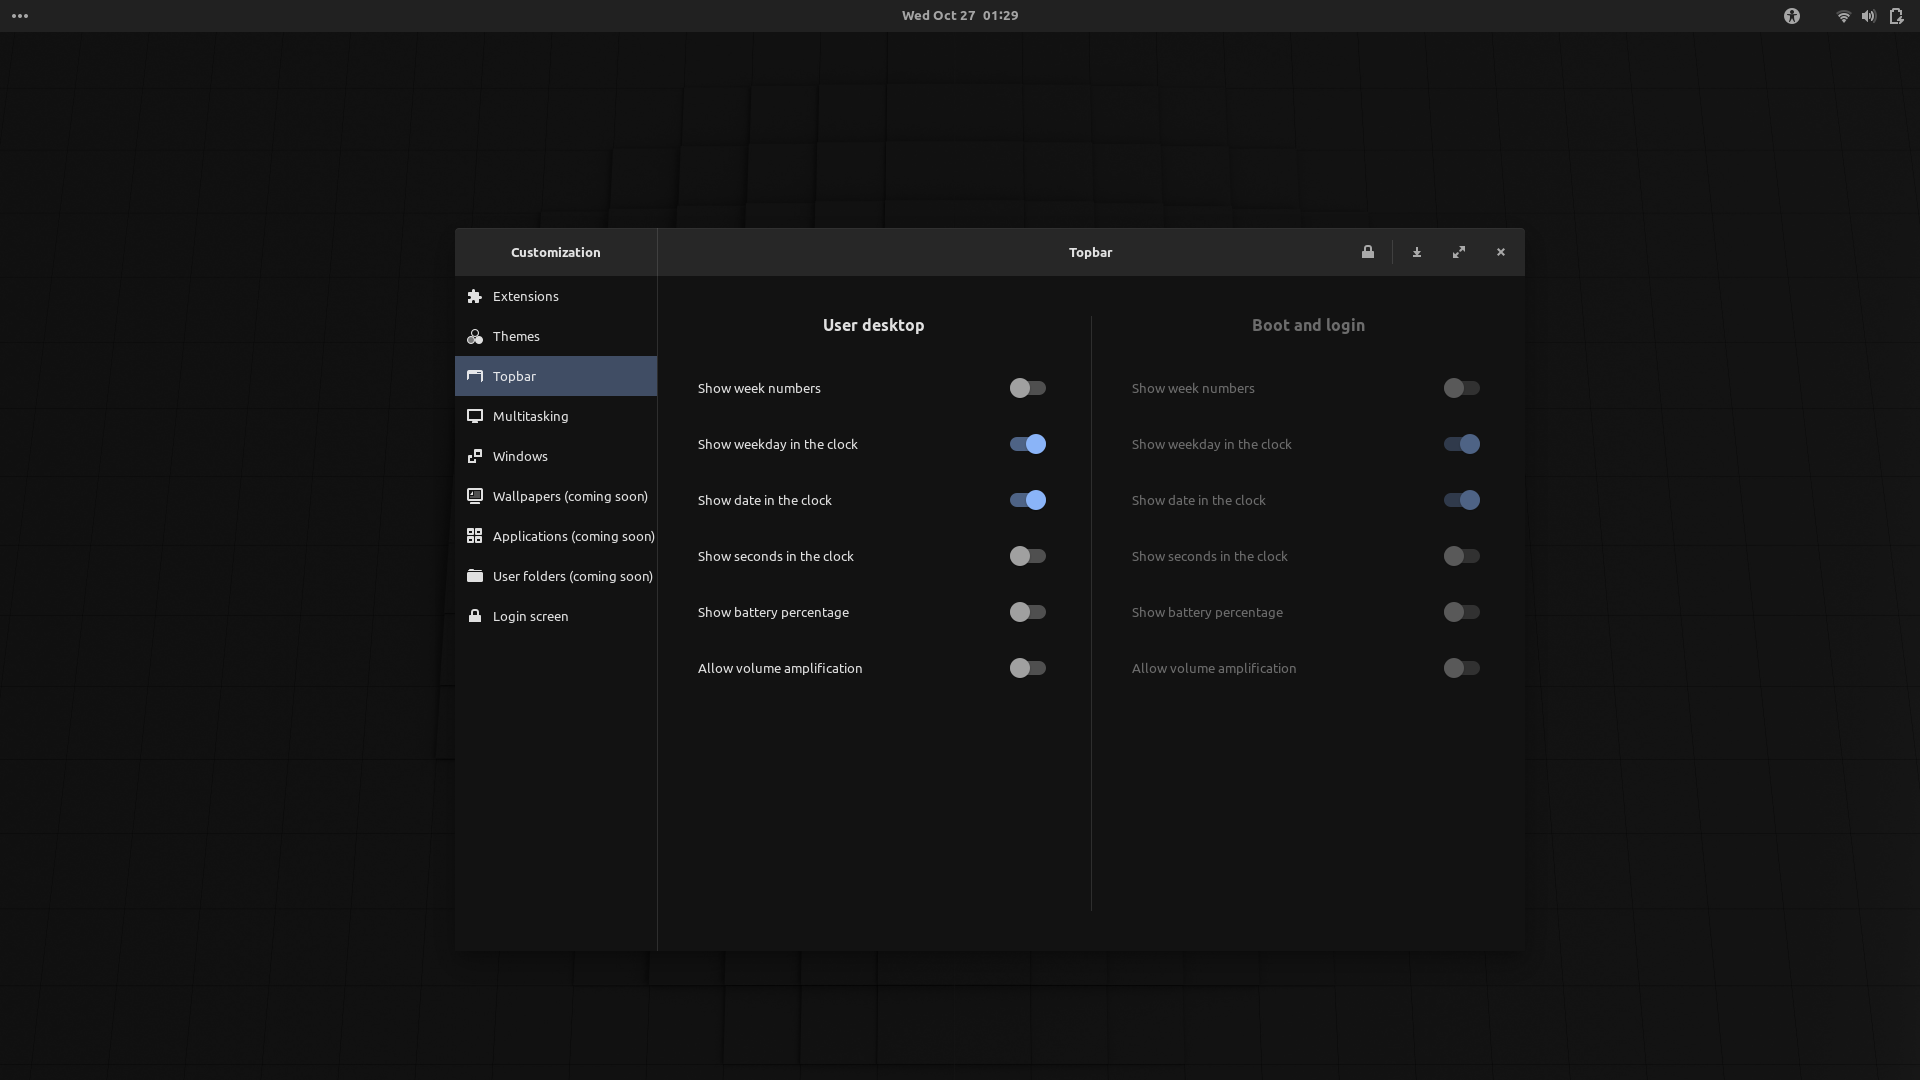 Wed Oct 27 01:29
Customization
Topbar
Extensions
Themes
Topbar
Multitasking
Windows
Wallpapers (coming soon)
Applications (coming soon)
User folders (coming soon)
Login screen
User desktop
Show week numbers
Show weekday in the clock
Show date in the clock
Show seconds in the clock
Show battery percentage
Allow volume amplification
Boot and login
Show week numbers
Show weekday in the clock
Show date in the clock
Show seconds in the clock
Show battery percentage
Allow volume amplification